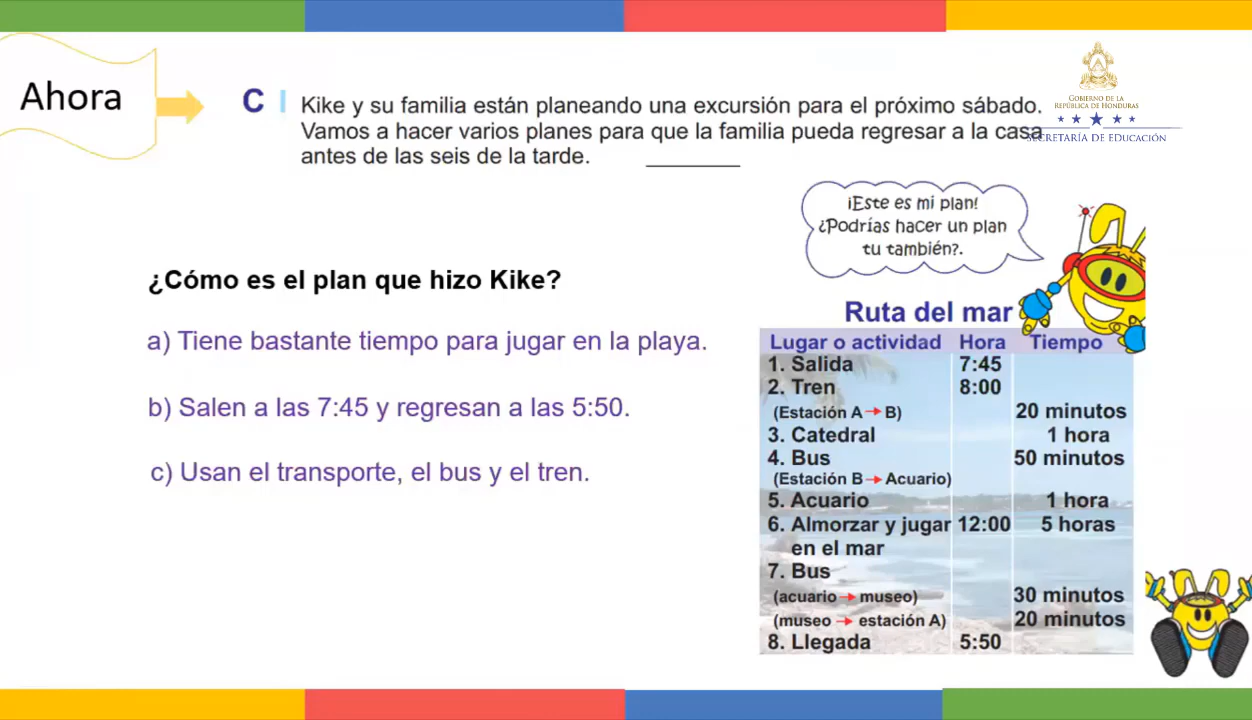 Ahora
C
Kike y su familia están planeando una excursión para el próximo sábado.
Vamos a hacer varios planes para que la familia pueda regresar a la casa
antes de las seis de la tarde.
GOBIERNO DE LA
REPÚBLICA DE HONDURAS
SECRETARÍA DE EDUCACIÓN
¡Este es mi plan!
¿Podrías hacer un plan
tu también?.
¿Cómo es el plan que hizo Kike?
a) Tiene bastante tiempo para jugar en la playa.
b) Salen a las 7:45 y regresan a las 5:50.
c) Usan el transporte, el bus y el tren.
Ruta del mar
Lugar o actividad Hora Tiempo
1. Salida 7:45
2. Tren 8:00
(Estación A → B) 20 minutos
3. Catedral 1 hora
4. Bus 50 minutos
(Estación B → Acuario)
5. Acuario 1 hora
6. Almorzar y jugar 12:00 5 horas
en el mar
7. Bus
(acuario → museo) 30 minutos
(museo → estación A) 20 minutos
8. Llegada 5:50